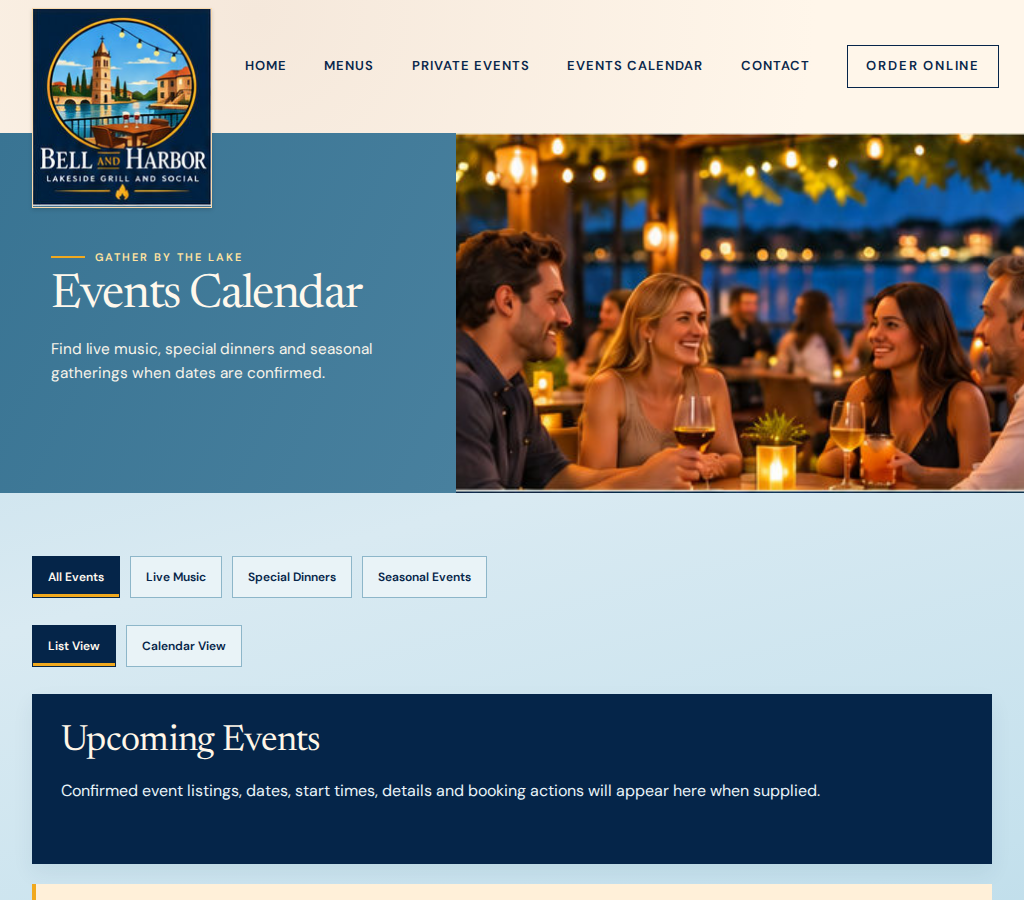 BELL AND HARBOR
LAKESIDE GRILL AND SOCIAL
HOME
MENUS
PRIVATE EVENTS
EVENTS CALENDAR
CONTACT
ORDER ONLINE
GATHER BY THE LAKE
Events Calendar
Find live music, special dinners and seasonal
gatherings when dates are confirmed.
All Events
Live Music
Special Dinners
Seasonal Events
List View
Calendar View
Upcoming Events
Confirmed event listings, dates, start times, details and booking actions will appear here when supplied.